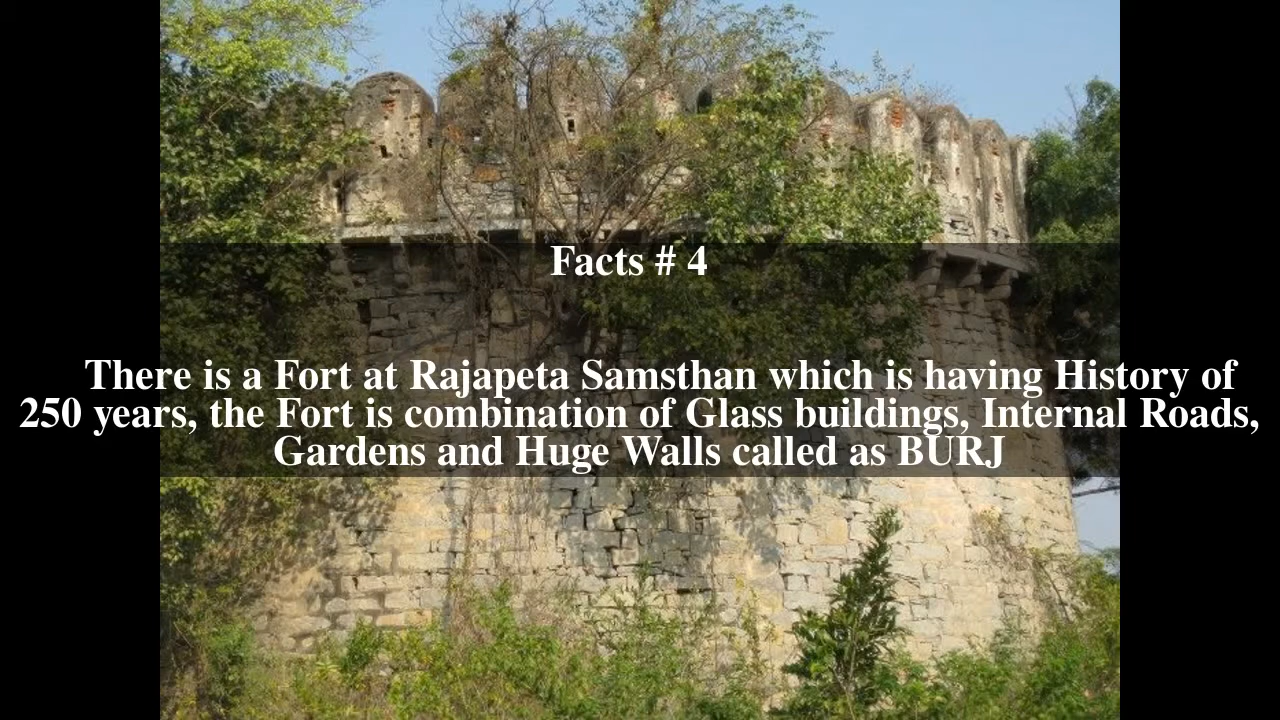 Facts # 4
There is a Fort at Rajapeta Samsthan which is having History of
250 years, the Fort is combination of Glass buildings, Internal Roads,
Gardens and Huge Walls called as BURJ